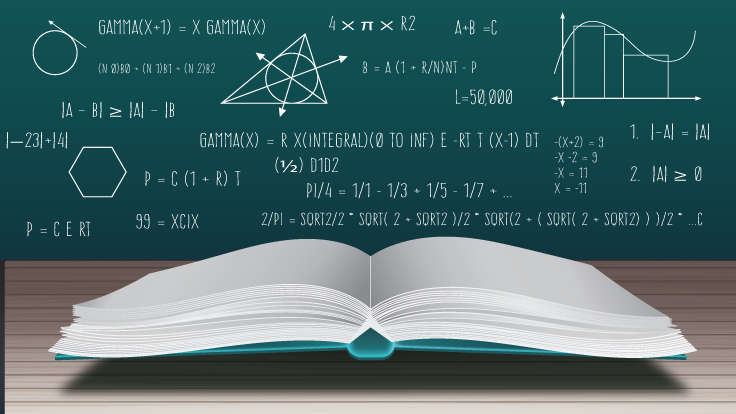 GAMMA(X+1) = X GAMMA(X)
4 × π × R2
A+B =C
(N 0)B0 + (N 1)B1 + (N 2)B2
B = A (1 + R/N)NT - P
L=50,000
|A - B| ≥ |A| - |B
|—23|+|4|
GAMMA(X) = R X(INTEGRAL)(0 TO INF) E -RT T (X-1) DT
(½) D1D2
-(X+2) = 9
-X -2 = 9
-X = 11
X = -11
1. |-A| = |A|
2. |A| ≥ 0
P = C (1 + R) T
PI/4 = 1/1 - 1/3 + 1/5 - 1/7 + ...
P = C E RT
99 = XCIX
2/PI = SQRT2/2 * SQRT( 2 + SQRT2 )/2 * SQRT(2 + ( SQRT( 2 + SQRT2) ) )/2 * ...C